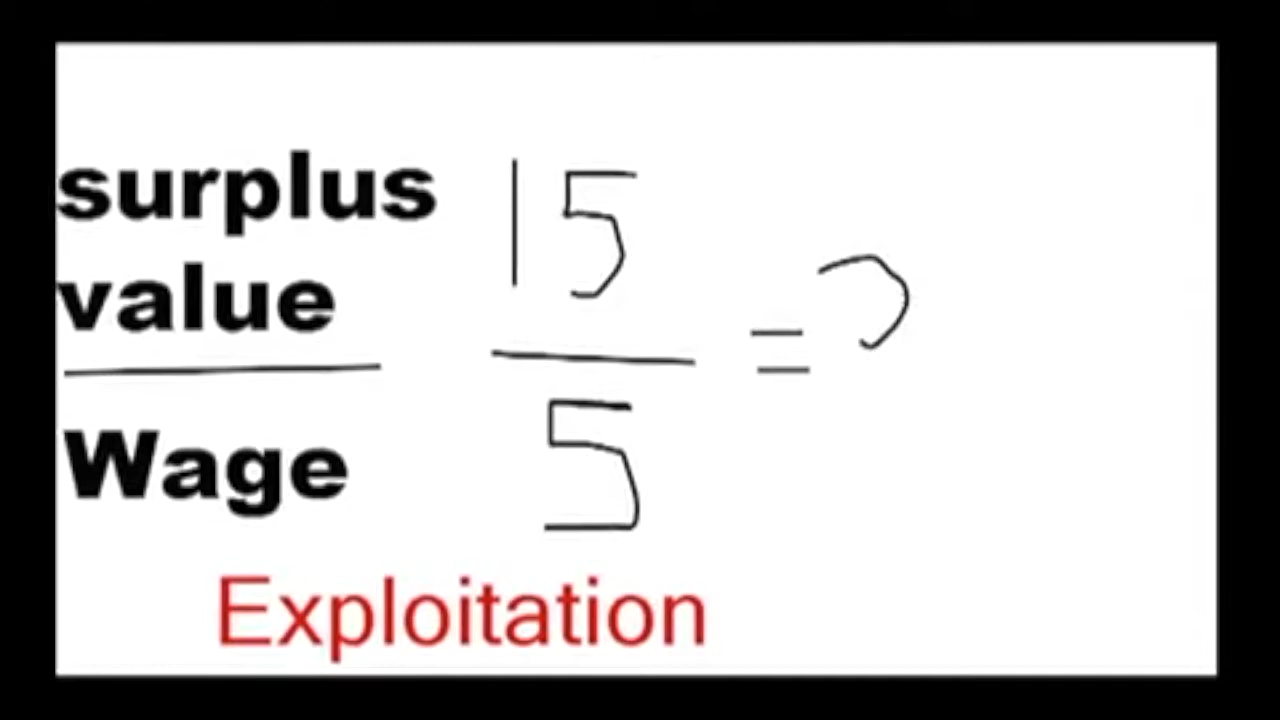 surplus
value
Wage
15
5
=
Exploitation